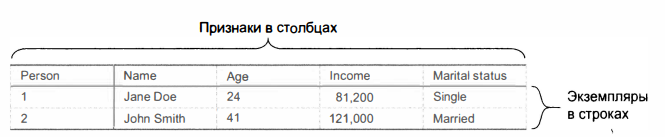 Признаки в столбцах
Person Name Age Income Marital status
1 Jane Doe 24 81,200 Single
2 John Smith 41 121,000 Married
Экземпляры
в строках